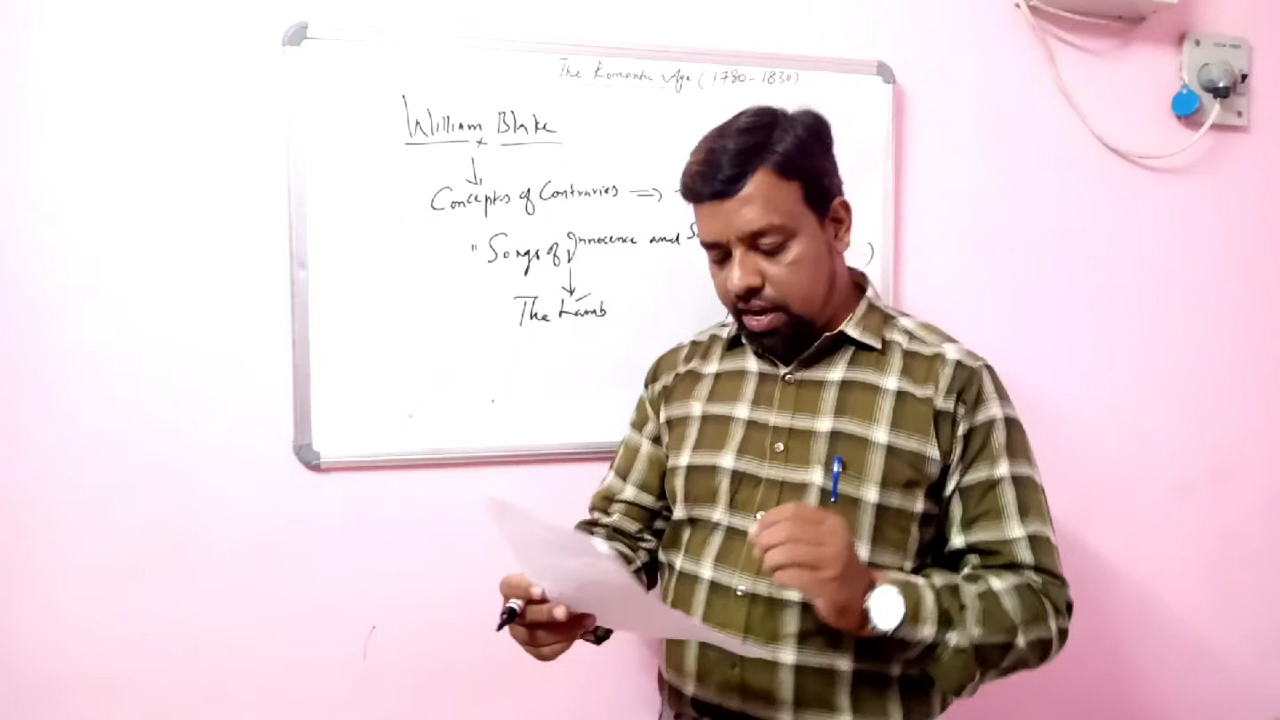 The Romantic Age (1780-1830)
William Blake
Concepts of Contraries =>
" Songs of Innocence and S )
The Lamb